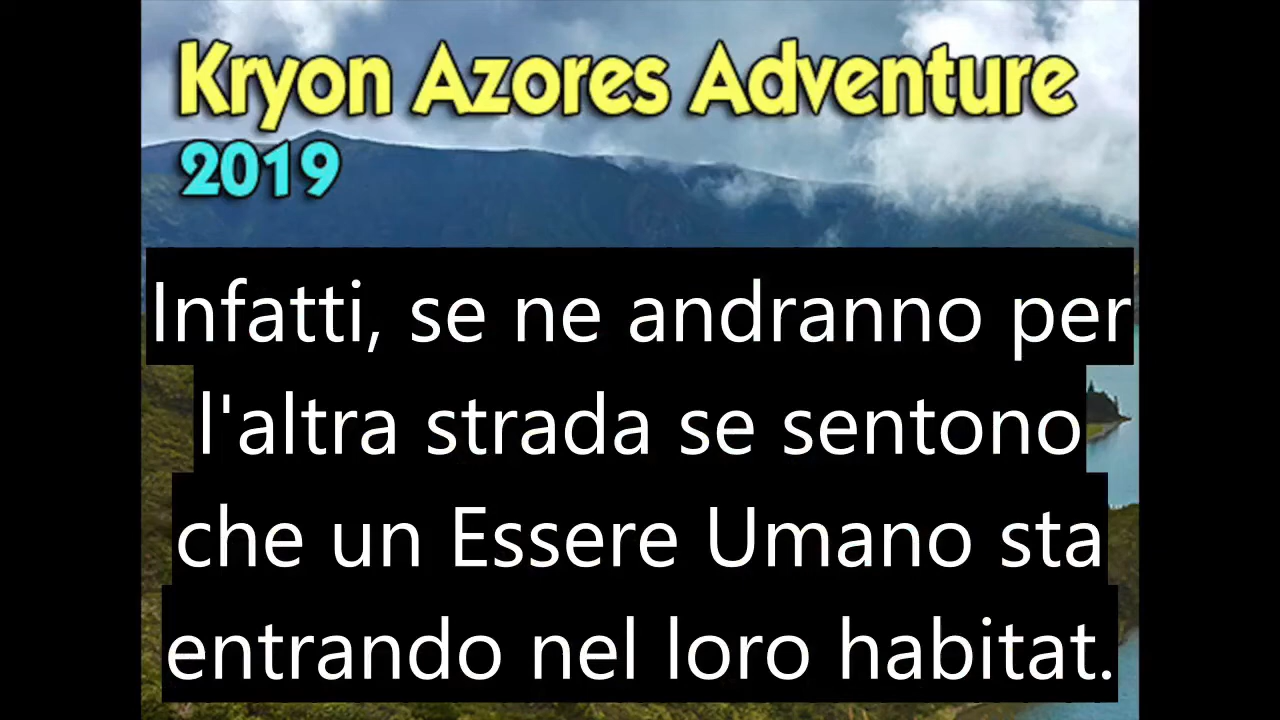 Kryon Azores Adventure
2019
Infatti, se ne andranno per
l'altra strada se sentono
che un Essere Umano sta
entrando nel loro habitat.